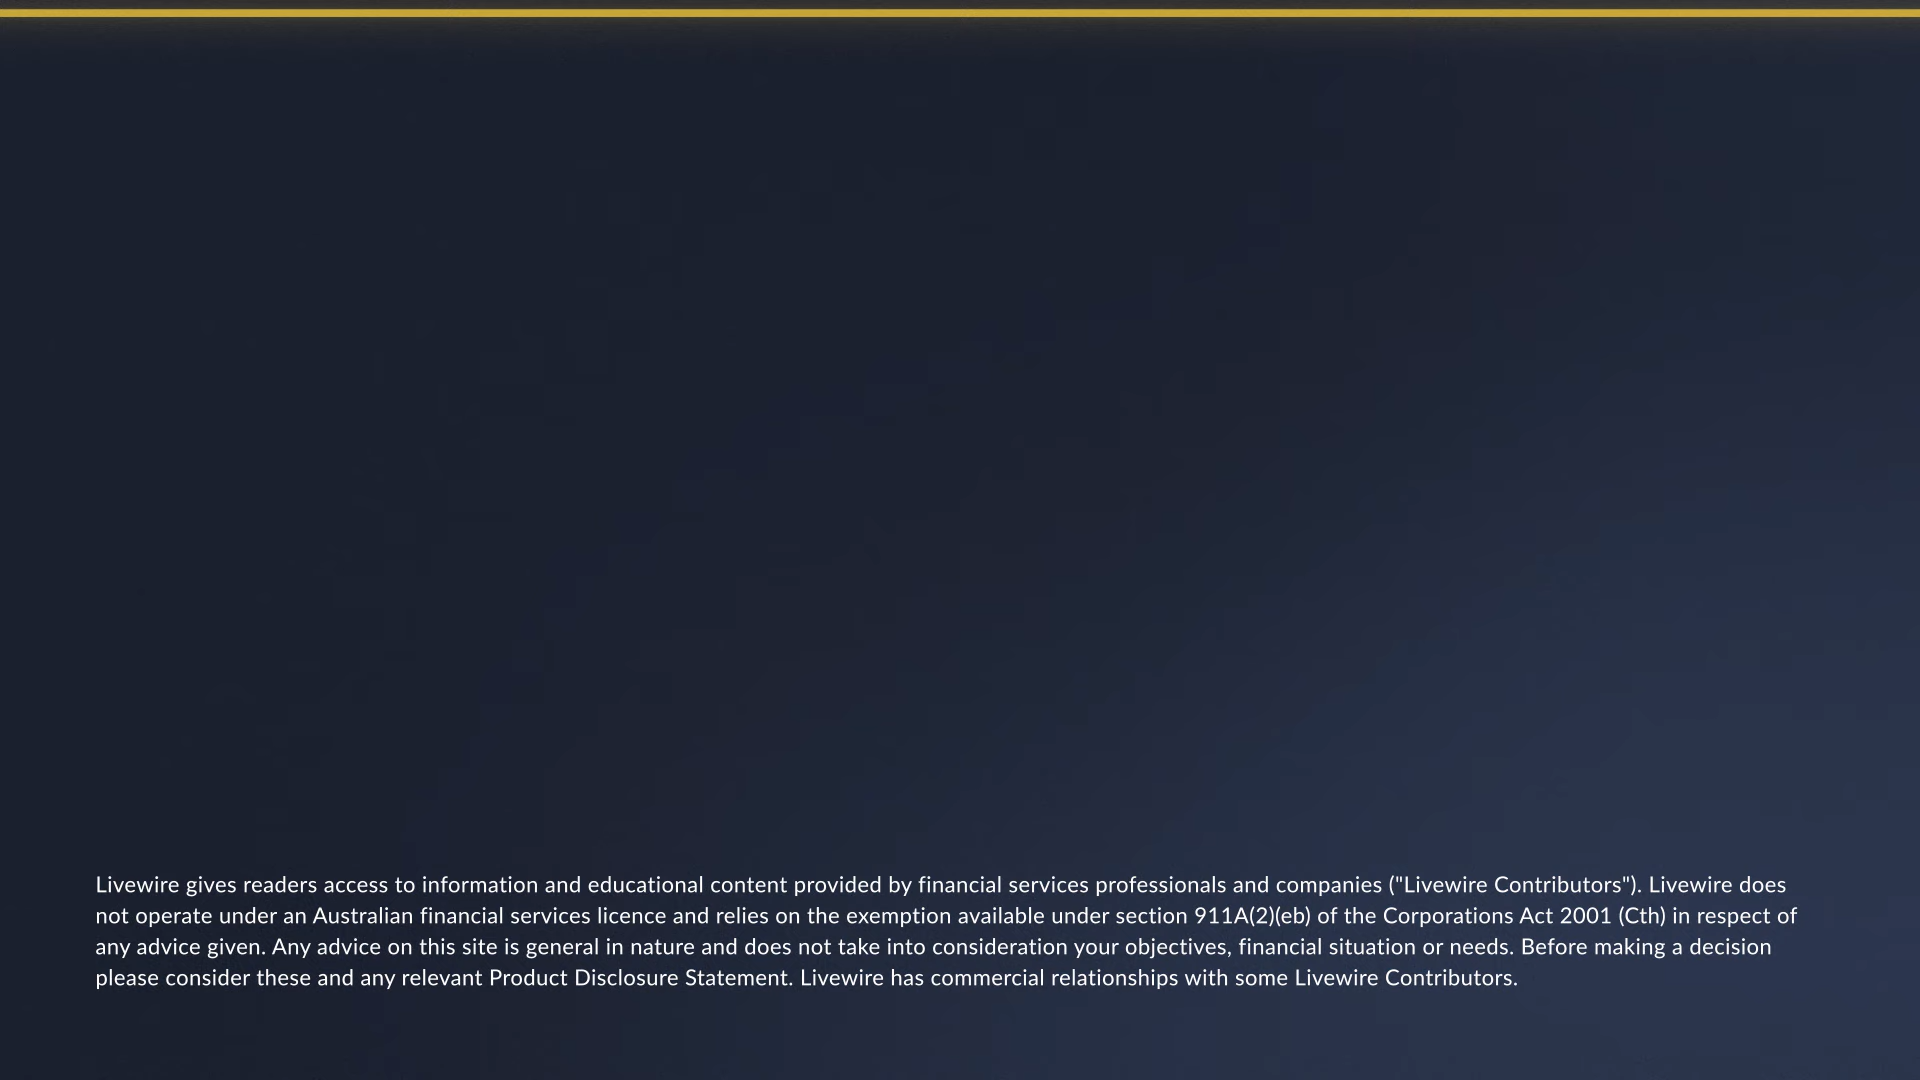 Livewire gives readers access to information and educational content provided by financial services professionals and companies ("Livewire Contributors"). Livewire does
not operate under an Australian financial services licence and relies on the exemption available under section 911A(2)(eb) of the Corporations Act 2001 (Cth) in respect of
any advice given. Any advice on this site is general in nature and does not take into consideration your objectives, financial situation or needs. Before making a decision
please consider these and any relevant Product Disclosure Statement. Livewire has commercial relationships with some Livewire Contributors.